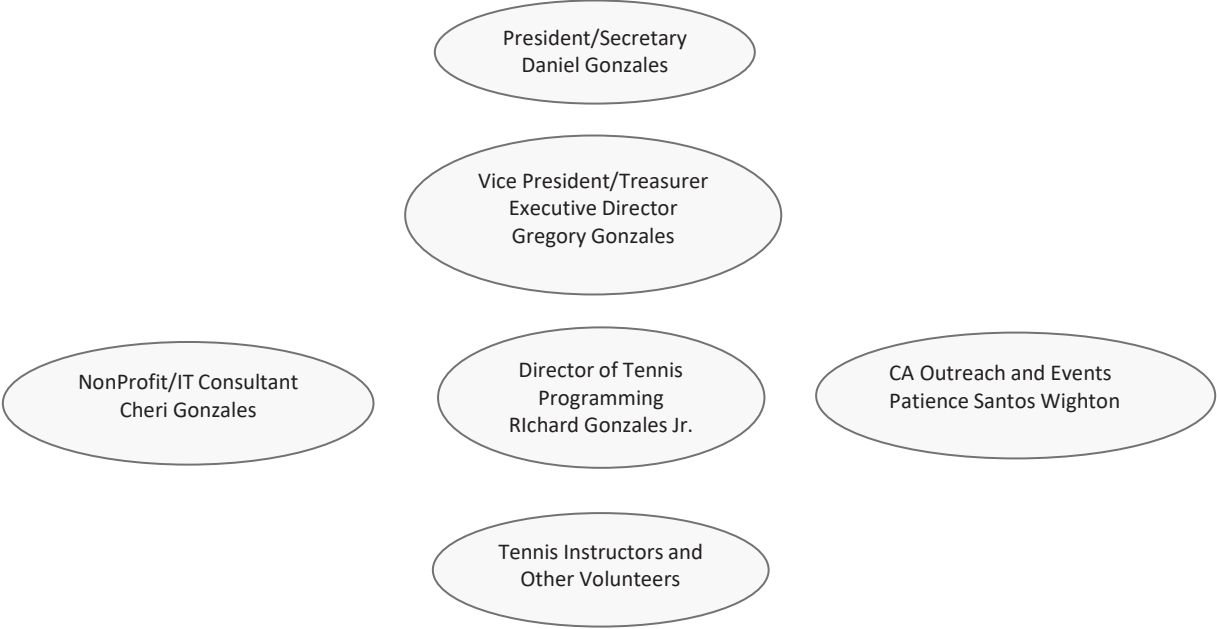 President/Secretary
Daniel Gonzales
Vice President/Treasurer
Executive Director
Gregory Gonzales
NonProfit/IT Consultant
Cheri Gonzales
Director of Tennis
Programming
RIchard Gonzales Jr.
CA Outreach and Events
Patience Santos Wighton
Tennis Instructors and
Other Volunteers